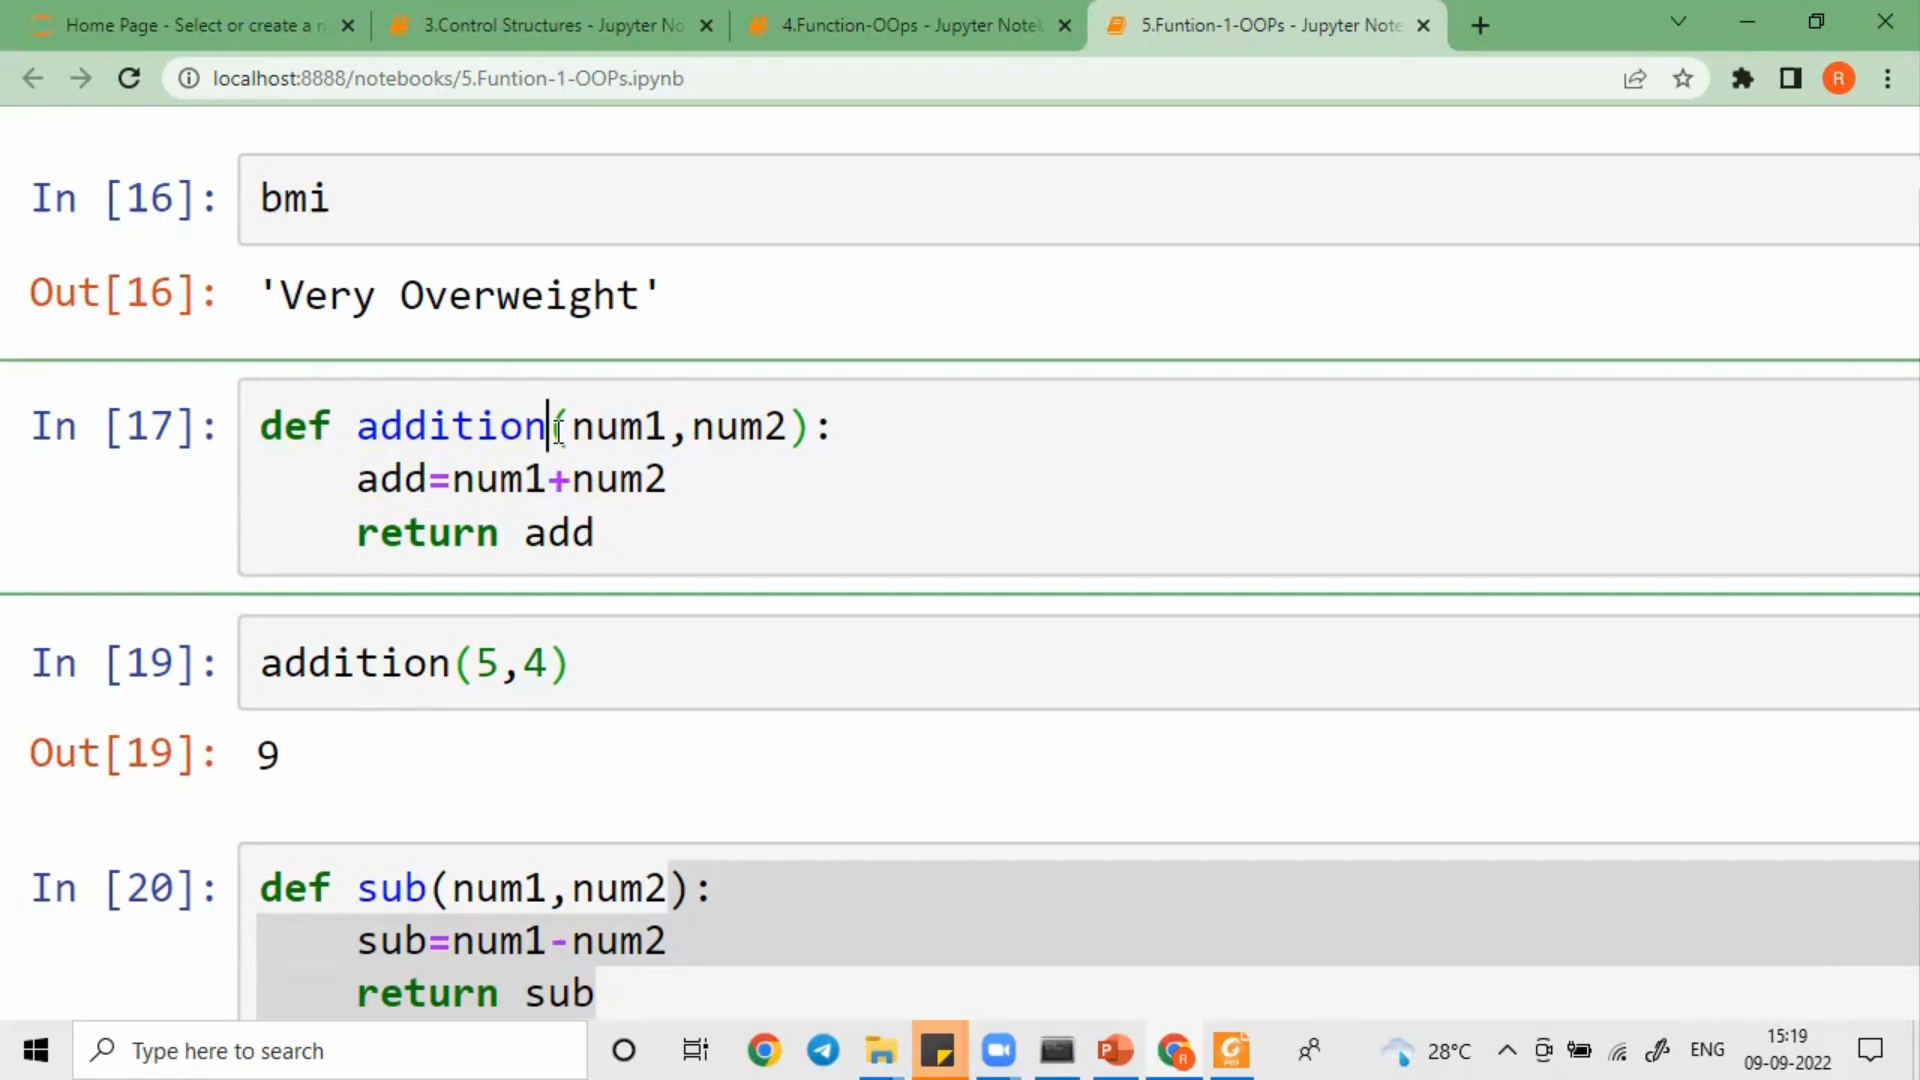 Home Page - Select or create a n
3.Control Structures - Jupyter No
4.Function-OOps - Jupyter Noteb
5.Funtion-1-OOPs - Jupyter Note
localhost:8888/notebooks/5.Funtion-1-OOPs.ipynb
R
In [16]: bmi
Out[16]: 'Very Overweight'
In [17]: def addition(num1,num2):
add=num1+num2
return add
In [19]: addition(5,4)
Out[19]: 9
In [20]: def sub(num1,num2):
sub=num1-num2
return sub
Type here to search
28°C
ENG
15:19
09-09-2022